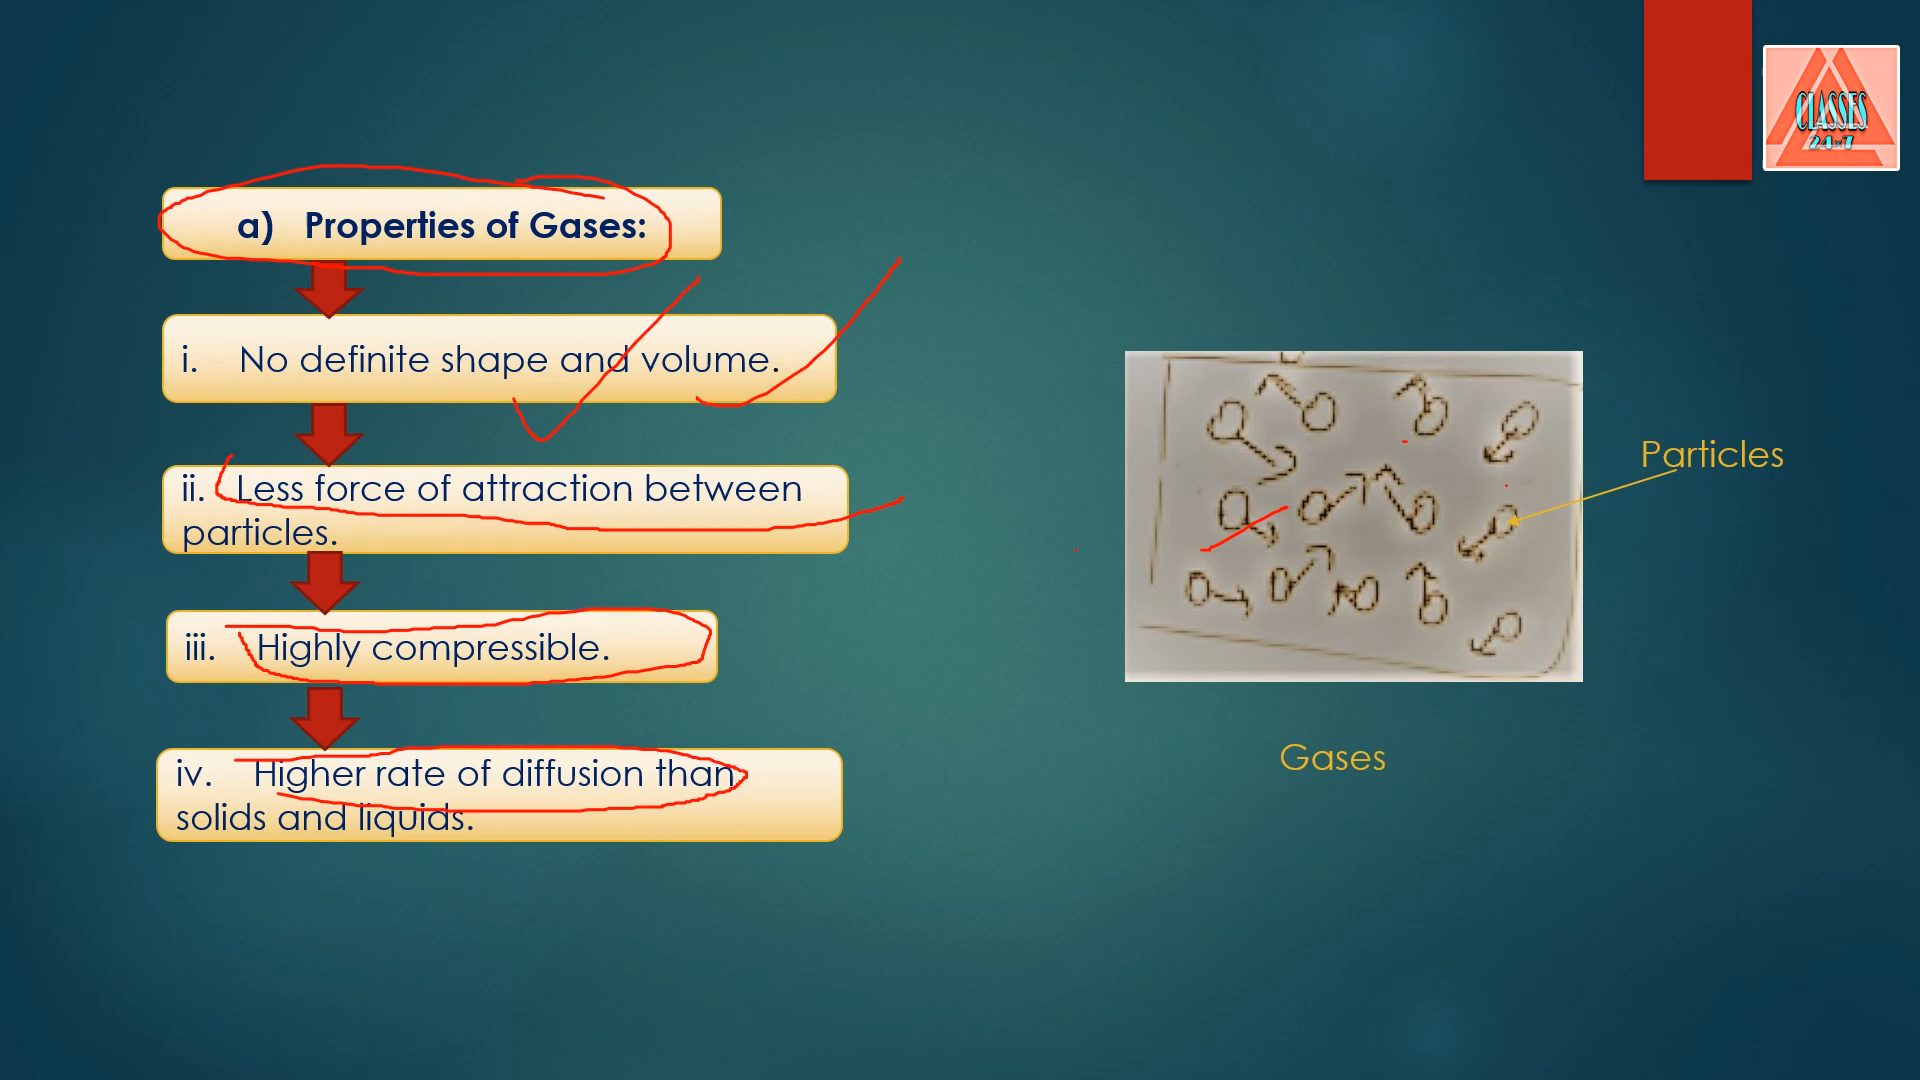 CLASSES
24x7
a) Properties of Gases:
i. No definite shape and volume.
ii. Less force of attraction between
particles.
iii. Highly compressible.
iv. Higher rate of diffusion than
solids and liquids.
Particles
Gases